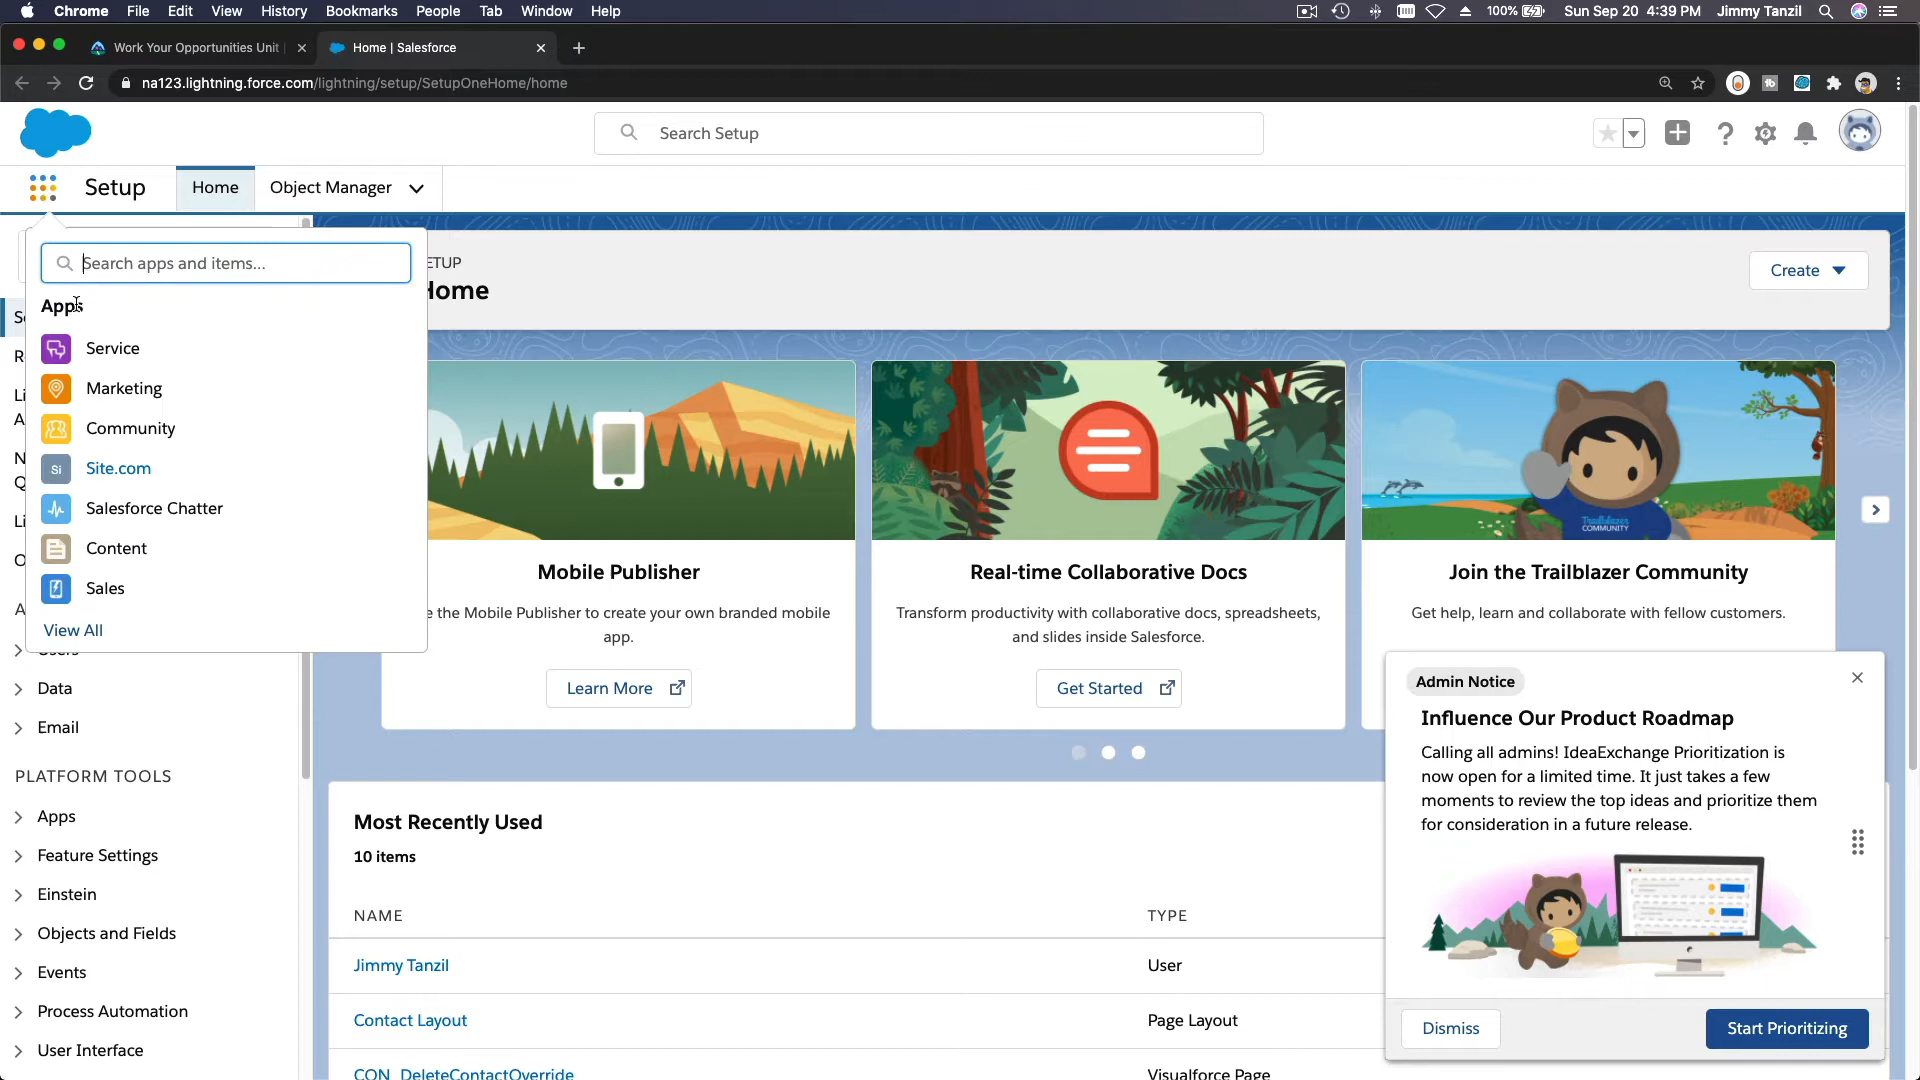 Chrome File Edit View History Bookmarks People Tab Window Help 100% Sun Sep 20 4:39 PM Jimmy Tanzil
Work Your Opportunities Unit
Home | Salesforce
na123.lightning.force.com/lightning/setup/SetupOneHome/home
Search Setup
Setup
Home
Object Manager
Search apps and items...
Apps
Service
Marketing
Community
Si Site.com
Salesforce Chatter
Content
Sales
View All
ETUP
Home
Create
Mobile Publisher
e the Mobile Publisher to create your own branded mobile
app.
Learn More
Real-time Collaborative Docs
Transform productivity with collaborative docs, spreadsheets,
and slides inside Salesforce.
Get Started
Trailblazer
COMMUNITY
Join the Trailblazer Community
Get help, learn and collaborate with fellow customers.
Users
Data
Email
PLATFORM TOOLS
Apps
Feature Settings
Einstein
Objects and Fields
Events
Process Automation
User Interface
Most Recently Used
10 items
NAME TYPE
Jimmy Tanzil User
Contact Layout Page Layout
CON_DeleteContactOverride Visualforce Page
Admin Notice
Influence Our Product Roadmap
Calling all admins! IdeaExchange Prioritization is
now open for a limited time. It just takes a few
moments to review the top ideas and prioritize them
for consideration in a future release.
Dismiss
Start Prioritizing